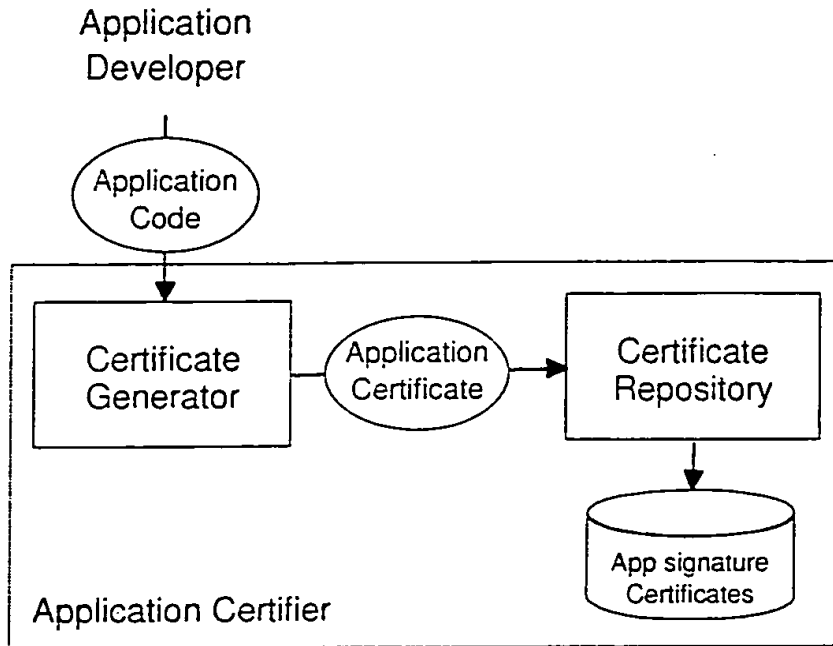 Application
Developer
Application
Code
Certificate
Generator
Application
Certificate
Certificate
Repository
App signature
Certificates
Application Certifier